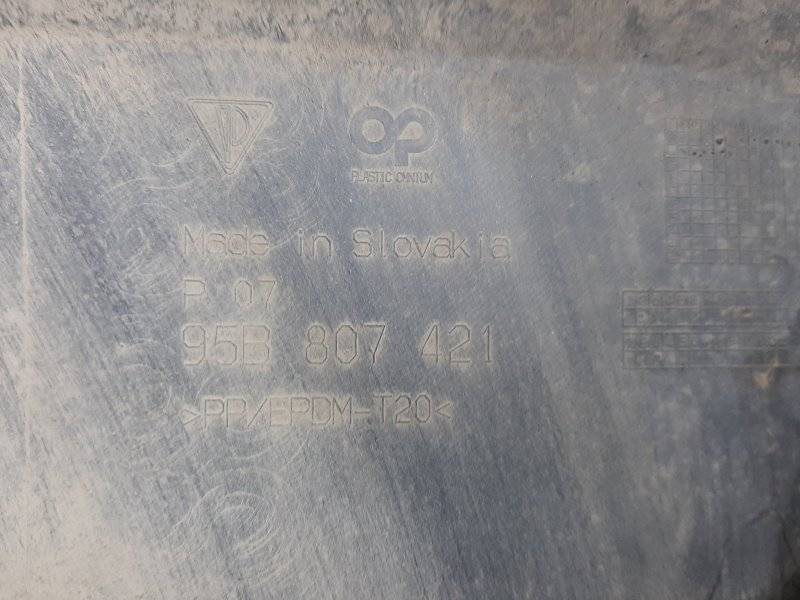 PLASTIC OMNIUM
Made in Slovakia
P 07
95B 807 421
>PP/EPDM-T20<